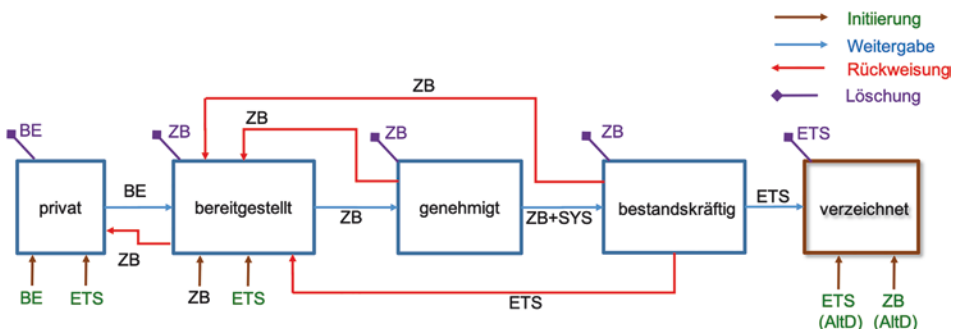 Initiierung
Weitergabe
Rückweisung
Löschung
ZB
ZB
BE
ZB
ZB
ZB
ETS
privat
BE
bereitgestellt
ZB
genehmigt
ZB+SYS
bestandskräftig
ETS
verzeichnet
ZB
BE
ETS
ZB
ETS
ETS
ETS
(AltD)
ZB
(AltD)